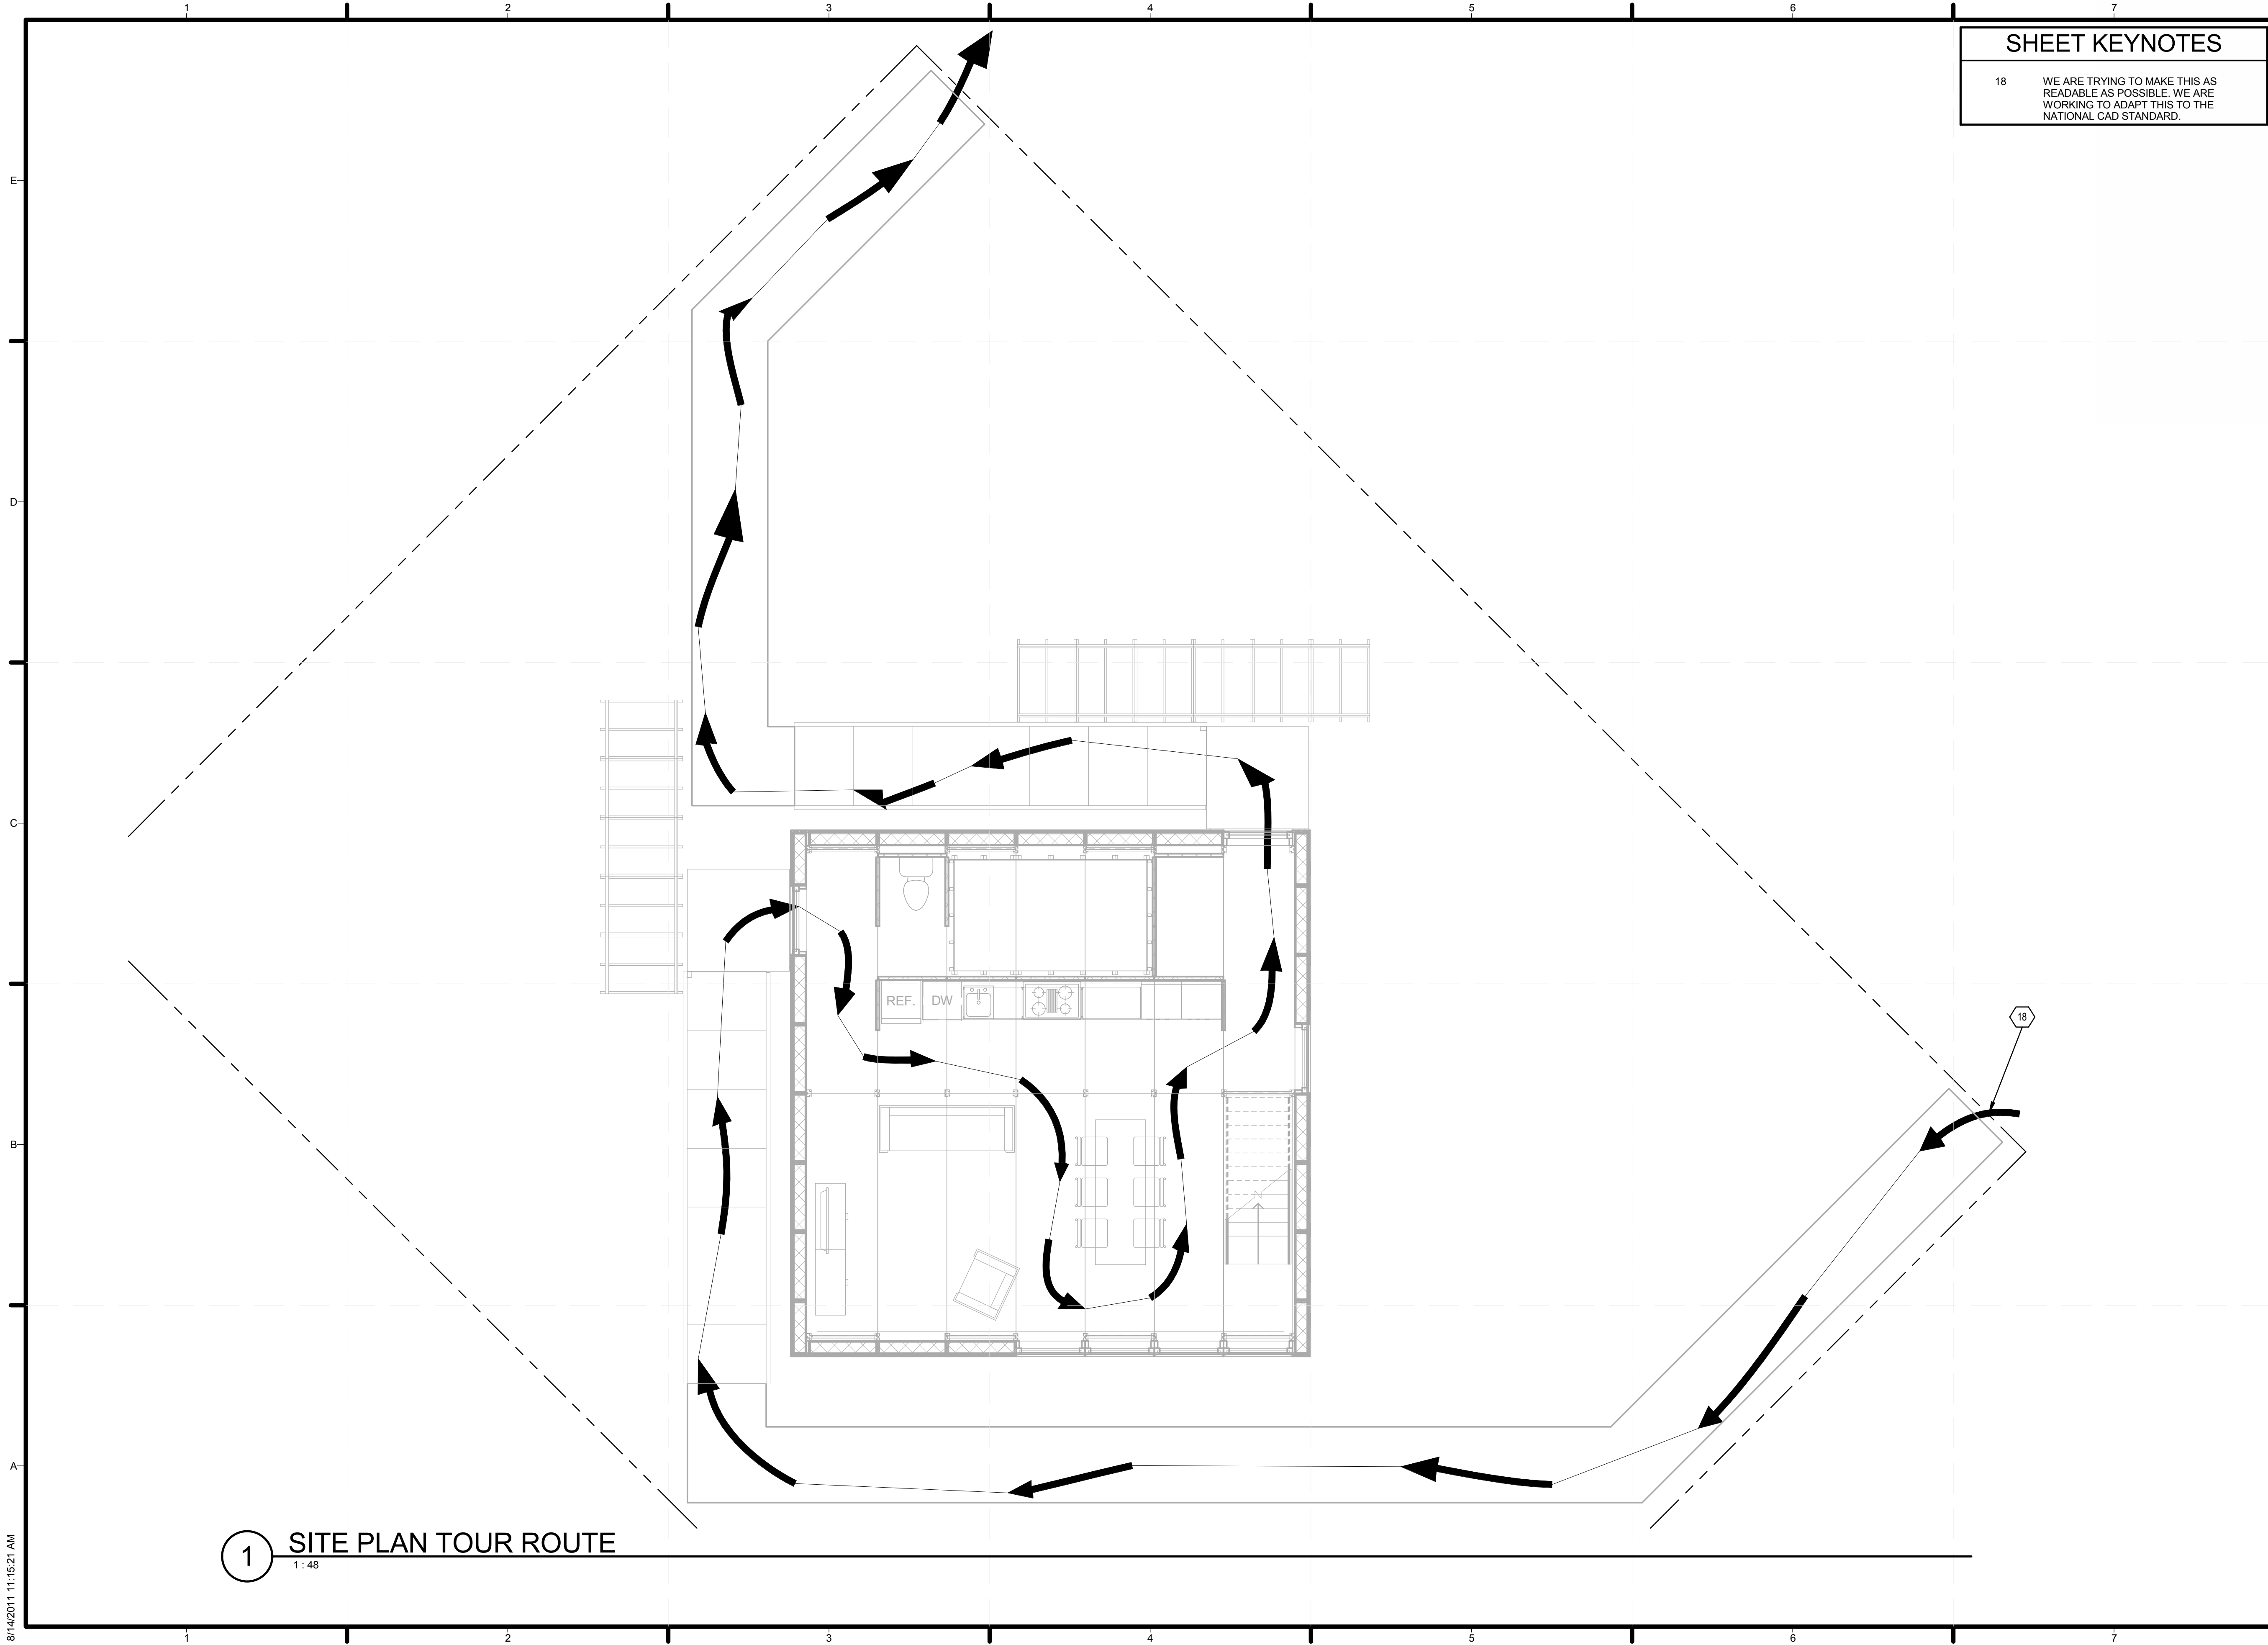 1 2 3 4 5 6 7
SHEET KEYNOTES
18 WE ARE TRYING TO MAKE THIS AS
READABLE AS POSSIBLE. WE ARE
WORKING TO ADAPT THIS TO THE
NATIONAL CAD STANDARD.
E
D
C
REF. DW
18
B
N
A
1 SITE PLAN TOUR ROUTE
1 : 48
8/14/2011 11:15:21 AM
1 2 3 4 5 6 7